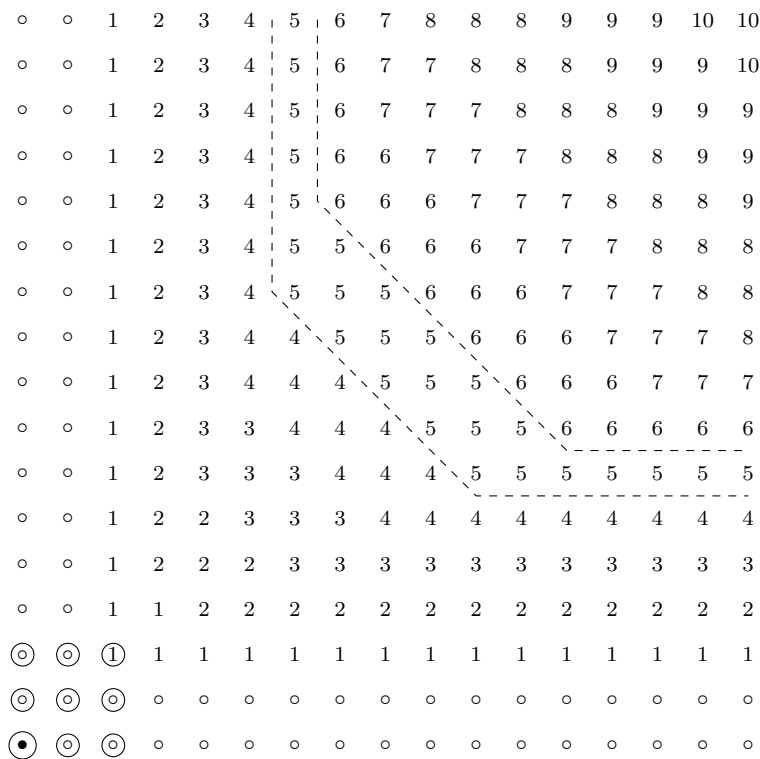 ∘ ∘ 1 2 3 4 5 6 7 8 8 8 9 9 9 10 10
∘ ∘ 1 2 3 4 5 6 7 7 8 8 8 9 9 9 10
∘ ∘ 1 2 3 4 5 6 7 7 7 8 8 8 9 9 9
∘ ∘ 1 2 3 4 5 6 6 7 7 7 8 8 8 9 9
∘ ∘ 1 2 3 4 5 6 6 6 7 7 7 8 8 8 9
∘ ∘ 1 2 3 4 5 5 6 6 6 7 7 7 8 8 8
∘ ∘ 1 2 3 4 5 5 5 6 6 6 7 7 7 8 8
∘ ∘ 1 2 3 4 4 5 5 5 6 6 6 7 7 7 8
∘ ∘ 1 2 3 4 4 4 5 5 5 6 6 6 7 7 7
∘ ∘ 1 2 3 3 4 4 4 5 5 5 6 6 6 6 6
∘ ∘ 1 2 3 3 3 4 4 4 5 5 5 5 5 5 5
∘ ∘ 1 2 2 3 3 3 4 4 4 4 4 4 4 4 4
∘ ∘ 1 2 2 2 3 3 3 3 3 3 3 3 3 3 3
∘ ∘ 1 1 2 2 2 2 2 2 2 2 2 2 2 2 2
∘ ∘ 1 1 1 1 1 1 1 1 1 1 1 1 1 1 1
∘ ∘ ∘ ∘ ∘ ∘ ∘ ∘ ∘ ∘ ∘ ∘ ∘ ∘ ∘ ∘ ∘
• ∘ ∘ ∘ ∘ ∘ ∘ ∘ ∘ ∘ ∘ ∘ ∘ ∘ ∘ ∘ ∘